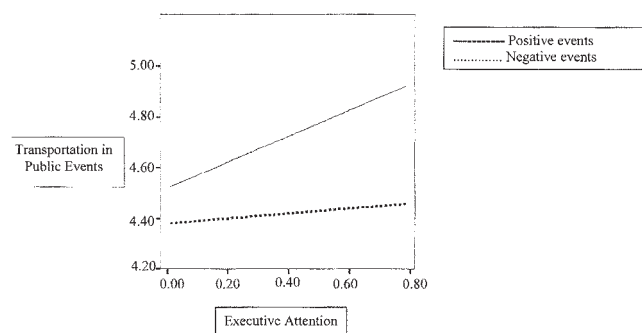 Positive events
Negative events
5.00
4.80
Transportation in
Public Events
4.60
4.40
4.20
0.00 0,20 0.40 0.60 0.80
Executive Attention